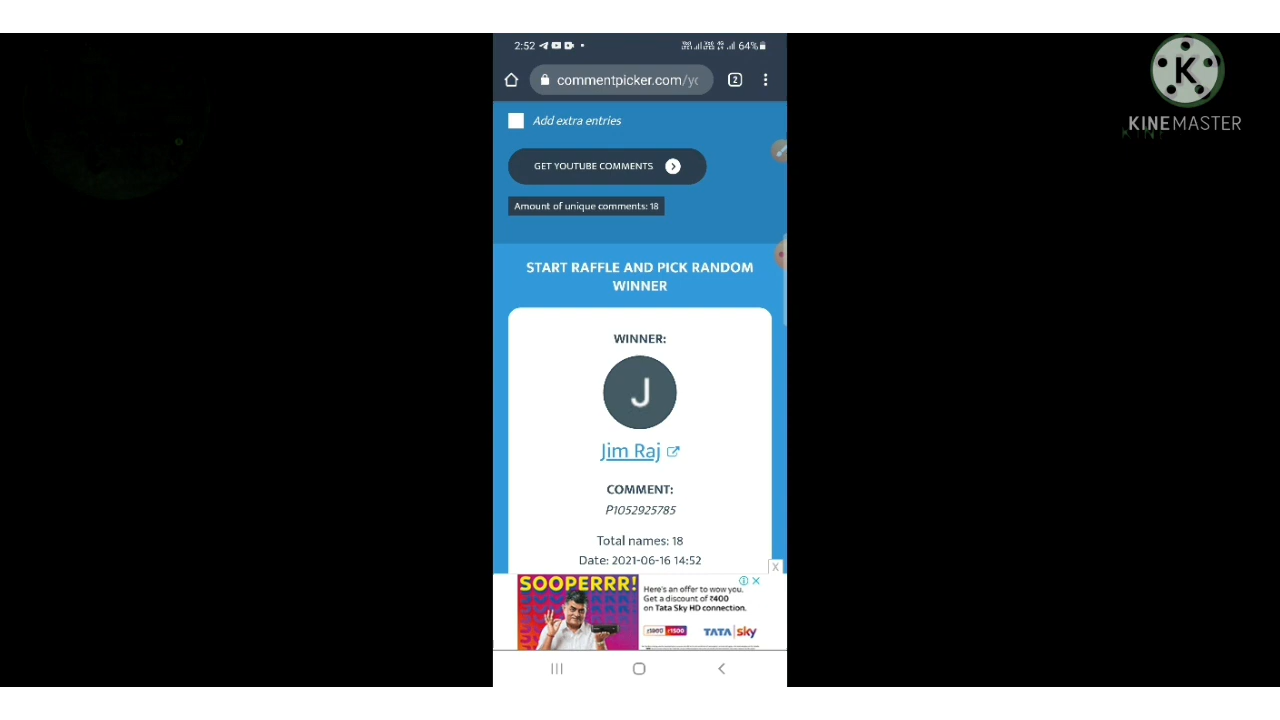 2:52
64%
commentpicker.com/yo
2
Add extra entries
GET YOUTUBE COMMENTS
Amount of unique comments: 18
START RAFFLE AND PICK RANDOM
WINNER
WINNER:
J
Jim Raj
COMMENT:
P1052925785
Total names: 18
Date: 2021-06-16 14:52
X
SOOPERRR!
Here's an offer to wow you.
Get a discount of ₹400
on Tata Sky HD connection.
₹1900 ₹1500
TATA sky
K
KINEMASTER